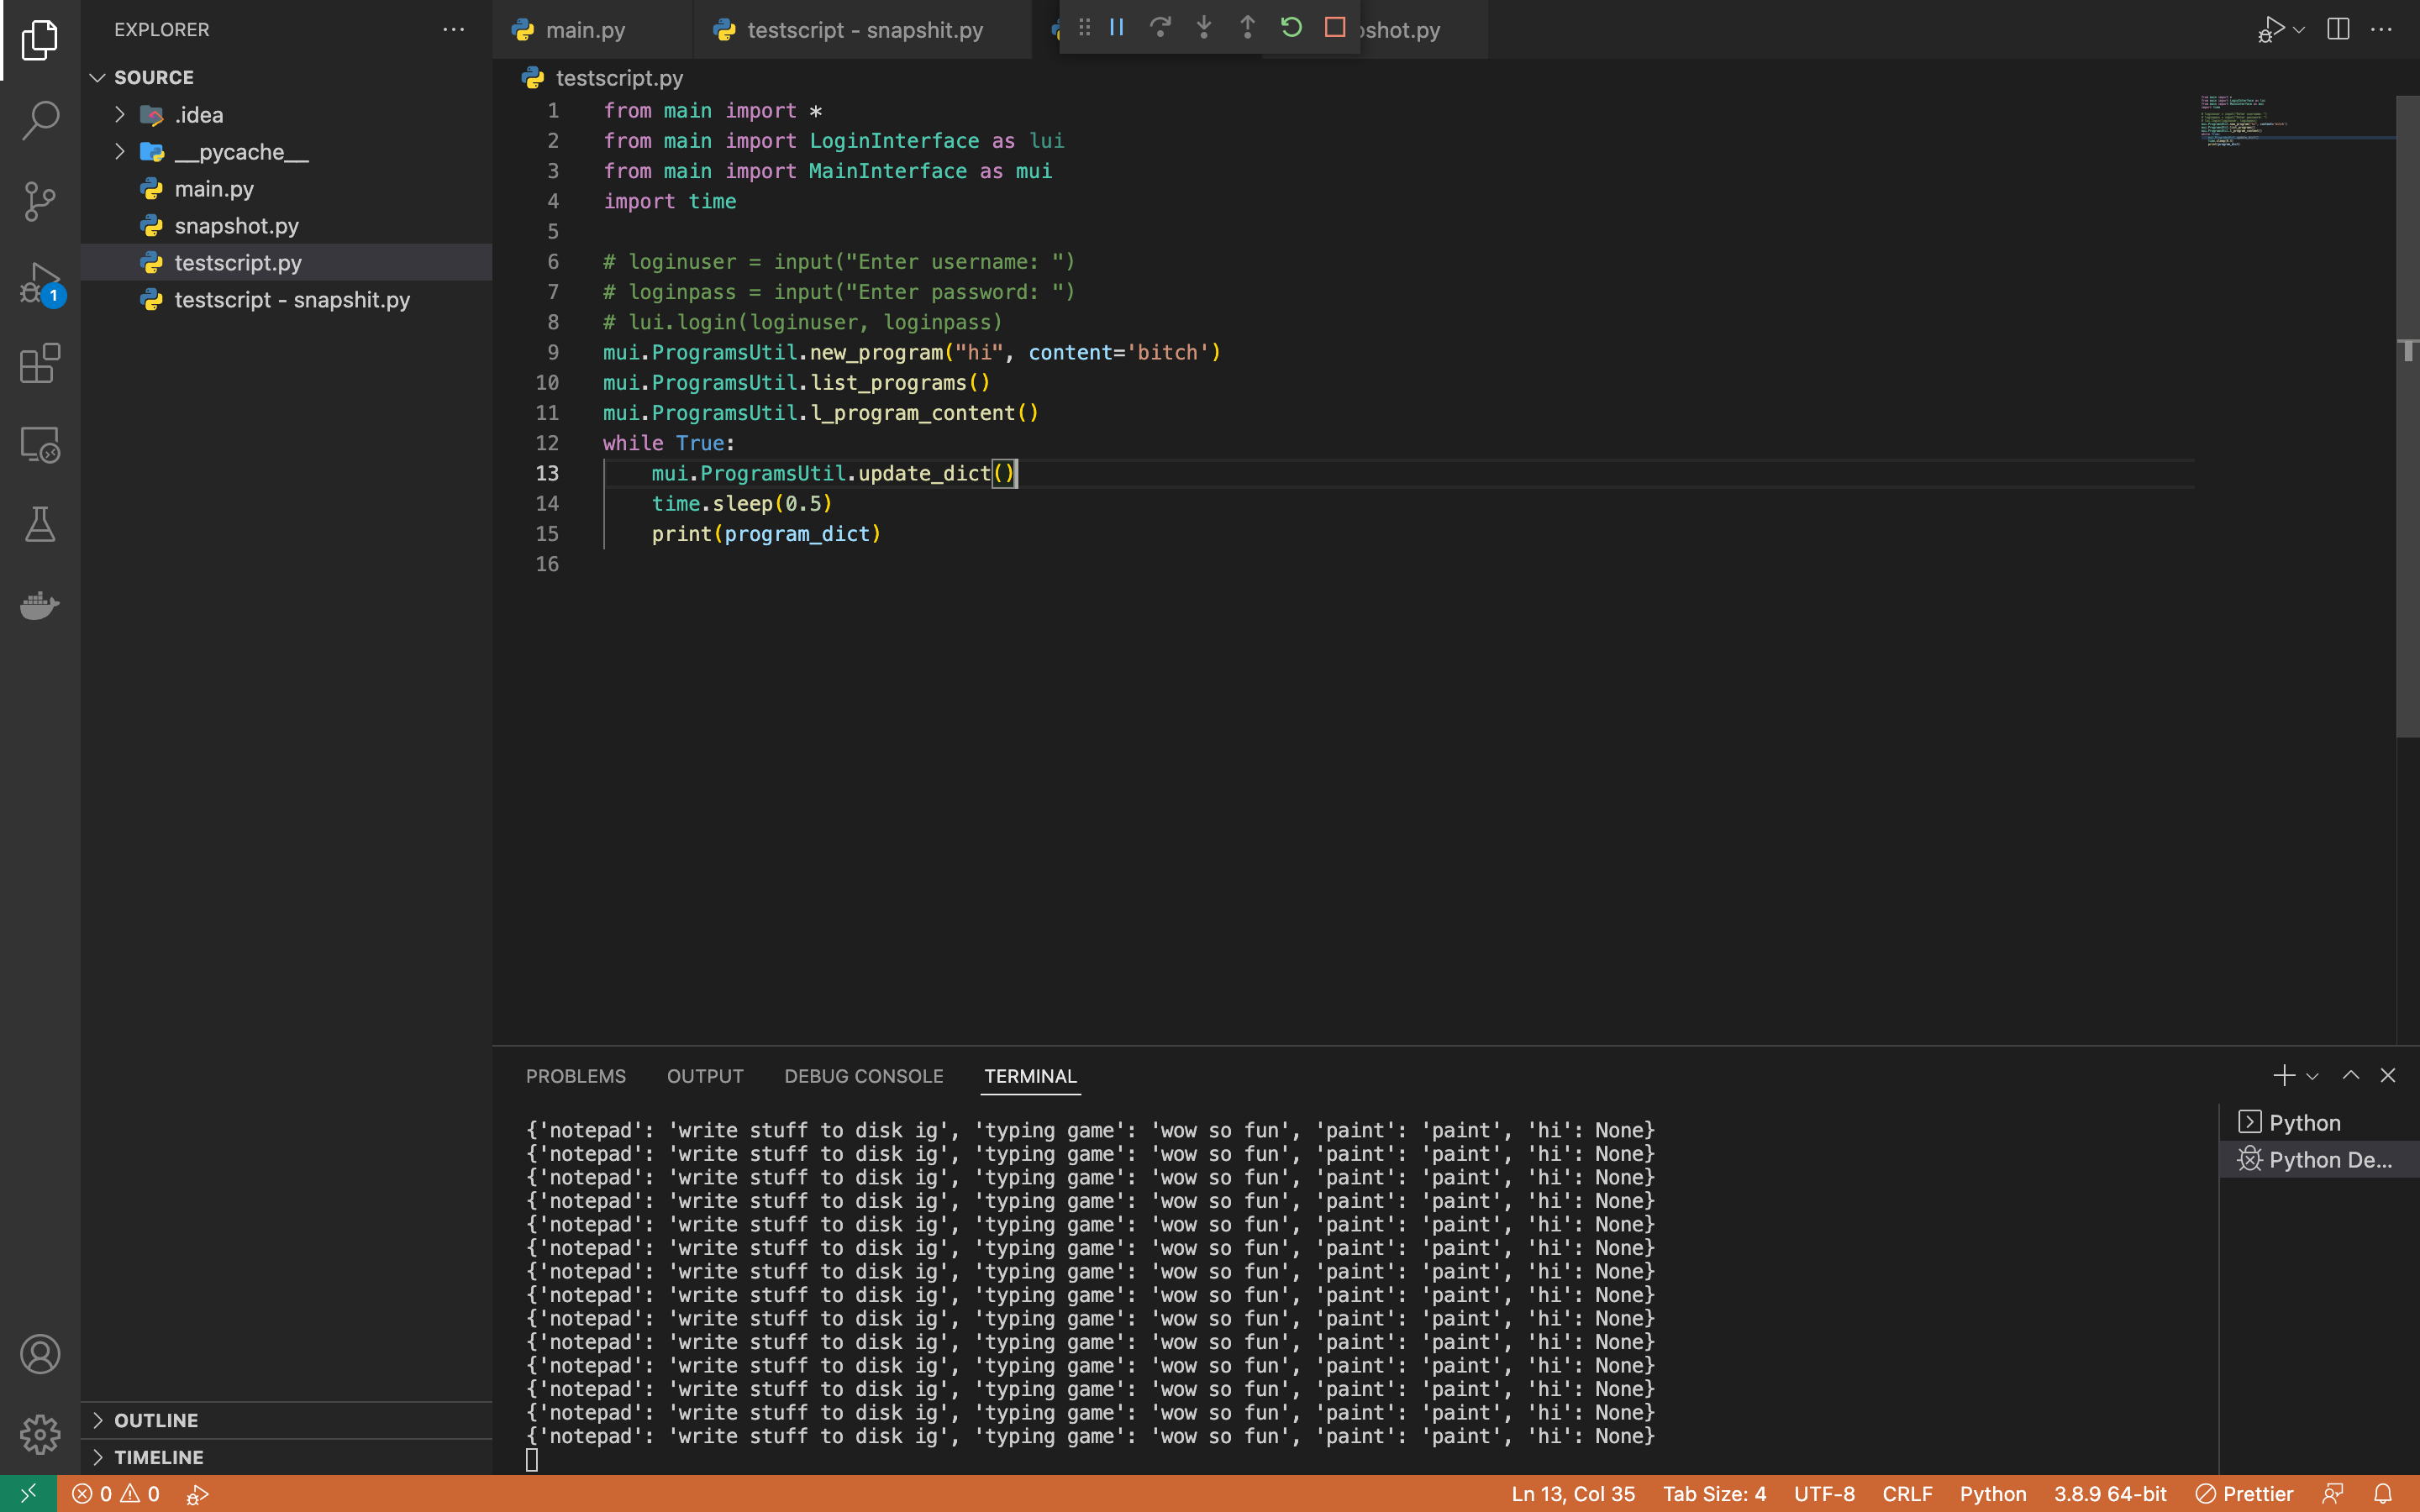 EXPLORER
SOURCE
.idea
__pycache__
main.py
snapshot.py
testscript.py
testscript - snapshit.py
1
OUTLINE
TIMELINE
main.py
testscript - snapshit.py
pshot.py
testscript.py
1 from main import *
2 from main import LoginInterface as lui
3 from main import MainInterface as mui
4 import time
5
6 # loginuser = input("Enter username: ")
7 # loginpass = input("Enter password: ")
8 # lui.login(loginuser, loginpass)
9 mui.ProgramsUtil.new_program("hi", content='bitch')
10 mui.ProgramsUtil.list_programs()
11 mui.ProgramsUtil.l_program_content()
12 while True:
13 mui.ProgramsUtil.update_dict()
14 time.sleep(0.5)
15 print(program_dict)
16
PROBLEMS OUTPUT DEBUG CONSOLE TERMINAL
{'notepad': 'write stuff to disk ig', 'typing game': 'wow so fun', 'paint': 'paint', 'hi': None}
{'notepad': 'write stuff to disk ig', 'typing game': 'wow so fun', 'paint': 'paint', 'hi': None}
{'notepad': 'write stuff to disk ig', 'typing game': 'wow so fun', 'paint': 'paint', 'hi': None}
{'notepad': 'write stuff to disk ig', 'typing game': 'wow so fun', 'paint': 'paint', 'hi': None}
{'notepad': 'write stuff to disk ig', 'typing game': 'wow so fun', 'paint': 'paint', 'hi': None}
{'notepad': 'write stuff to disk ig', 'typing game': 'wow so fun', 'paint': 'paint', 'hi': None}
{'notepad': 'write stuff to disk ig', 'typing game': 'wow so fun', 'paint': 'paint', 'hi': None}
{'notepad': 'write stuff to disk ig', 'typing game': 'wow so fun', 'paint': 'paint', 'hi': None}
{'notepad': 'write stuff to disk ig', 'typing game': 'wow so fun', 'paint': 'paint', 'hi': None}
{'notepad': 'write stuff to disk ig', 'typing game': 'wow so fun', 'paint': 'paint', 'hi': None}
{'notepad': 'write stuff to disk ig', 'typing game': 'wow so fun', 'paint': 'paint', 'hi': None}
{'notepad': 'write stuff to disk ig', 'typing game': 'wow so fun', 'paint': 'paint', 'hi': None}
{'notepad': 'write stuff to disk ig', 'typing game': 'wow so fun', 'paint': 'paint', 'hi': None}
{'notepad': 'write stuff to disk ig', 'typing game': 'wow so fun', 'paint': 'paint', 'hi': None}
Python
Python De...
0 0
Ln 13, Col 35 Tab Size: 4 UTF-8 CRLF Python 3.8.9 64-bit Prettier